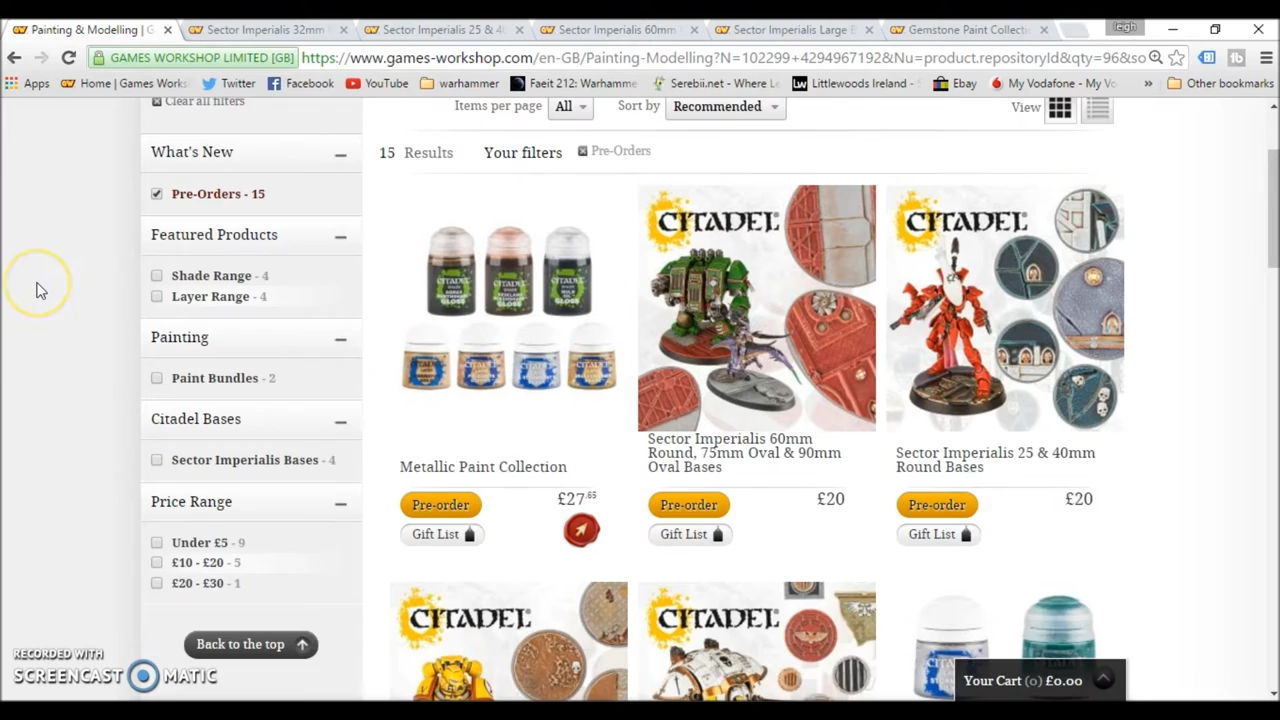 Painting & Modelling | G
Sector Imperialis 32mm
Sector Imperialis 25 & 4
Sector Imperialis 60mm
Sector Imperialis Large B
Gemstone Paint Collecti
leigh
GAMES WORKSHOP LIMITED [GB]
https://www.games-workshop.com/en-GB/Painting-Modelling?N=102299+4294967192&Nu=product.repositoryId&qty=96&so
Apps
Home | Games Works
Twitter
Facebook
YouTube
warhammer
Faeit 212: Warhamme
Serebii.net - Where Le
Littlewoods Ireland -
Ebay
My Vodafone - My Vo
»
Other bookmarks
Clear all filters
Items per page
All
Sort by
Recommended
View
What's New
Pre-Orders - 15
Featured Products
Shade Range - 4
Layer Range - 4
Painting
Paint Bundles - 2
Citadel Bases
Sector Imperialis Bases - 4
Price Range
Under £5 - 9
£10 - £20 - 5
£20 - £30 - 1
Back to the top
15 Results
Your filters
Pre-Orders
CITADEL
GLOSS
GLOSS
GLOSS
Metallic Paint Collection
Pre-order
£27.65
Gift List
CITADEL
Sector Imperialis 60mm
Round, 75mm Oval & 90mm
Oval Bases
Pre-order
£20
Gift List
CITADEL
Sector Imperialis 25 & 40mm
Round Bases
Pre-order
£20
Gift List
CITADEL
CITADEL
Your Cart (0) £0.00
RECORDED WITH
SCREENCAST MATIC